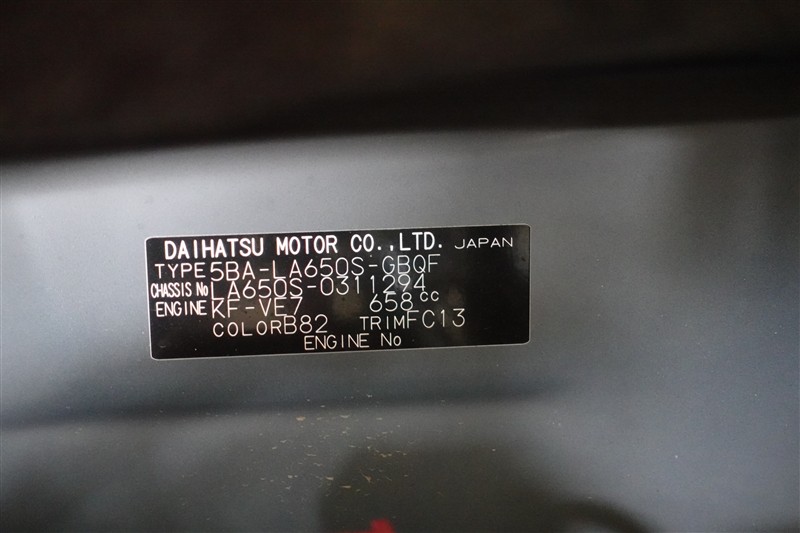 DAIHATSU MOTOR CO.,LTD. JAPAN
TYPE 5BA-LA650S-GBQF
CHASSIS No LA650S-0311294
ENGINE KF-VE7 658cc
COLOR B82 TRIM FC13
ENGINE No